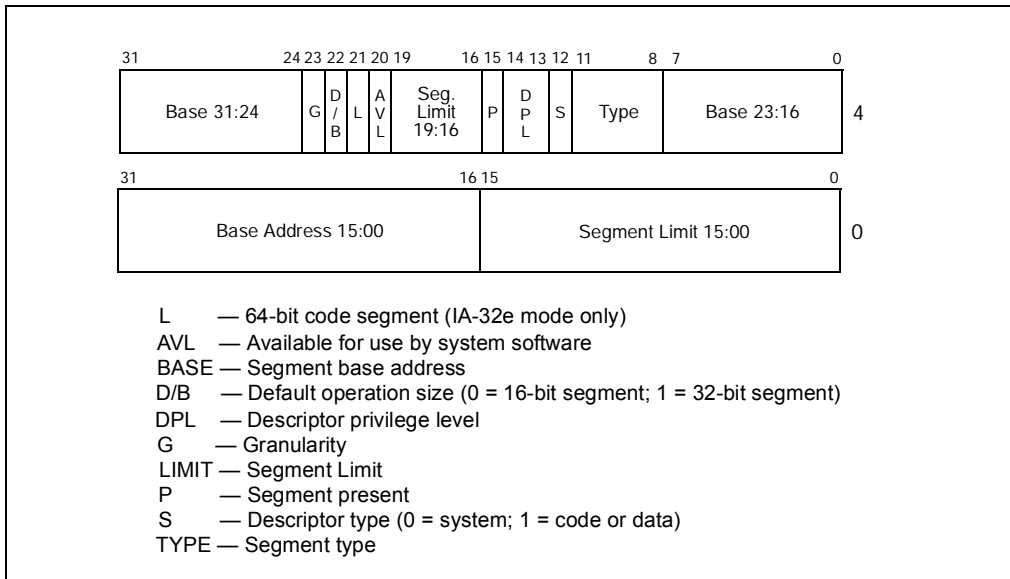 31 24 23 22 21 20 19 16 15 14 13 12 11 8 7 0
Base 31:24 G D/B L AVL Seg. Limit 19:16 P DPL S Type Base 23:16 4
31 16 15 0
Base Address 15:00 Segment Limit 15:00 0
L — 64-bit code segment (IA-32e mode only)
AVL — Available for use by system software
BASE — Segment base address
D/B — Default operation size (0 = 16-bit segment; 1 = 32-bit segment)
DPL — Descriptor privilege level
G — Granularity
LIMIT — Segment Limit
P — Segment present
S — Descriptor type (0 = system; 1 = code or data)
TYPE — Segment type